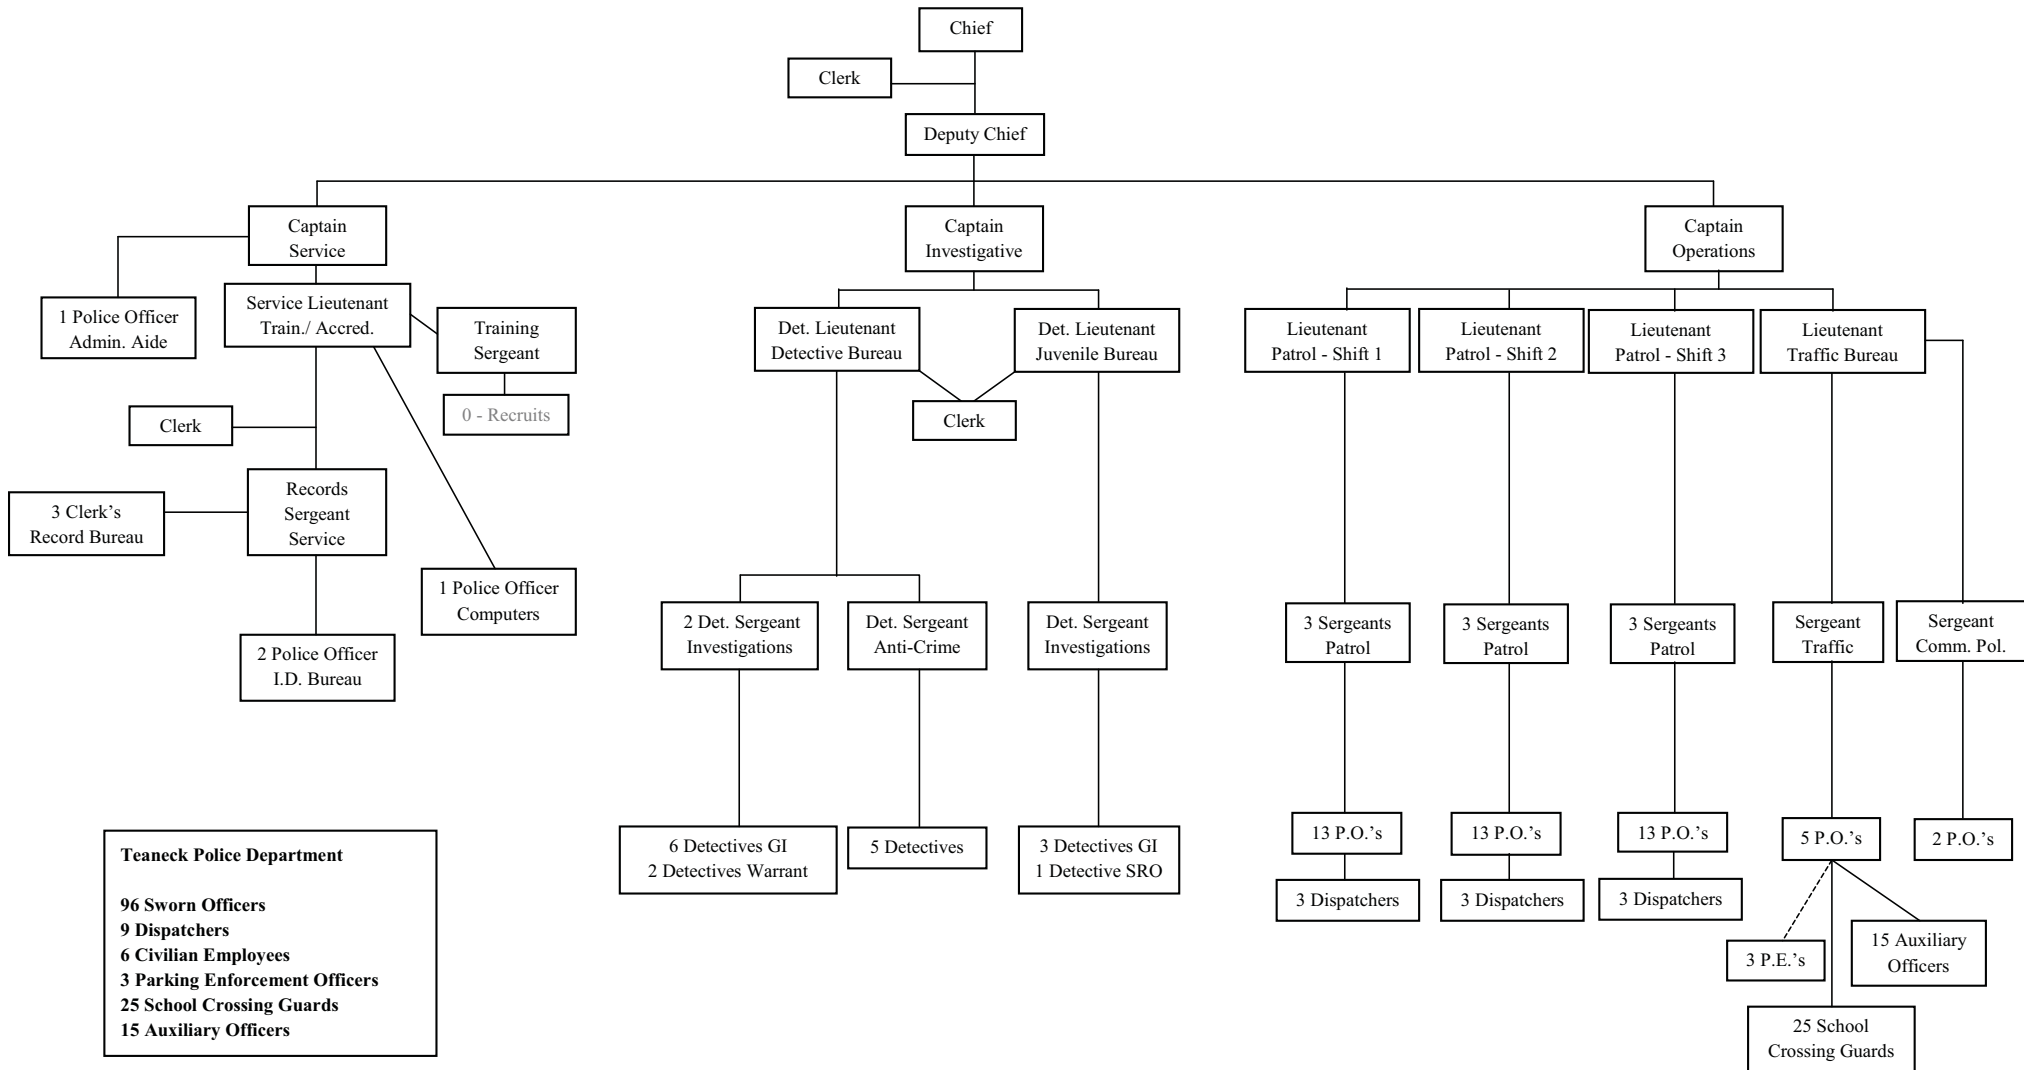 Chief
Clerk
Deputy Chief
Captain
Service
Captain
Investigative
Captain
Operations
1 Police Officer
Admin. Aide
Service Lieutenant
Train./ Accred.
Training
Sergeant
0 - Recruits
Clerk
Records
Sergeant
Service
3 Clerk’s
Record Bureau
1 Police Officer
Computers
2 Police Officer
I.D. Bureau
Det. Lieutenant
Detective Bureau
Det. Lieutenant
Juvenile Bureau
Clerk
2 Det. Sergeant
Investigations
Det. Sergeant
Anti-Crime
Det. Sergeant
Investigations
6 Detectives GI
2 Detectives Warrant
5 Detectives
3 Detectives GI
1 Detective SRO
Lieutenant
Patrol - Shift 1
Lieutenant
Patrol - Shift 2
Lieutenant
Patrol - Shift 3
Lieutenant
Traffic Bureau
3 Sergeants
Patrol
3 Sergeants
Patrol
3 Sergeants
Patrol
Sergeant
Traffic
Sergeant
Comm. Pol.
13 P.O.’s
13 P.O.’s
13 P.O.’s
5 P.O.’s
2 P.O.’s
3 Dispatchers
3 Dispatchers
3 Dispatchers
3 P.E.’s
15 Auxiliary
Officers
25 School
Crossing Guards
Teaneck Police Department
96 Sworn Officers
9 Dispatchers
6 Civilian Employees
3 Parking Enforcement Officers
25 School Crossing Guards
15 Auxiliary Officers